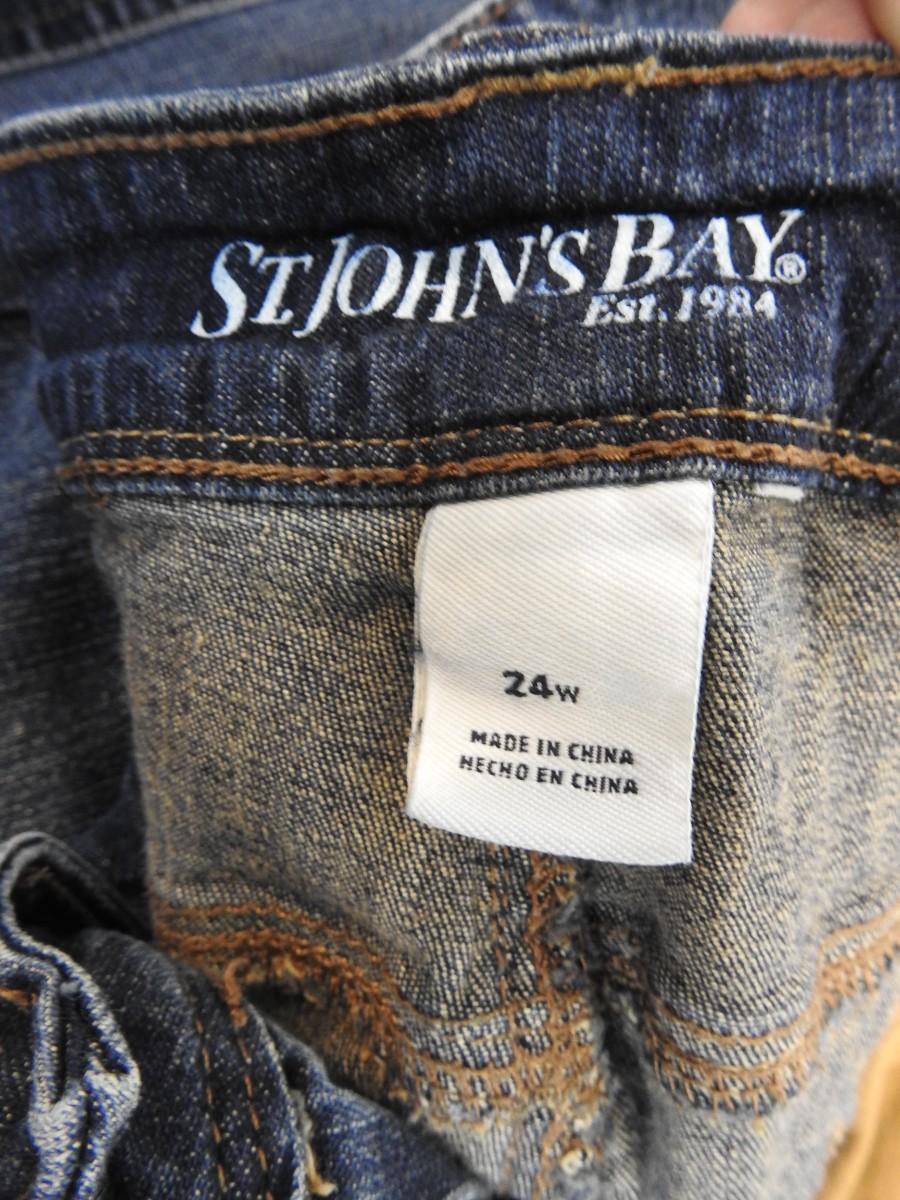 ST. JOHN'S BAY®
EST. 1984
24W
MADE IN CHINA
HECHO EN CHINA